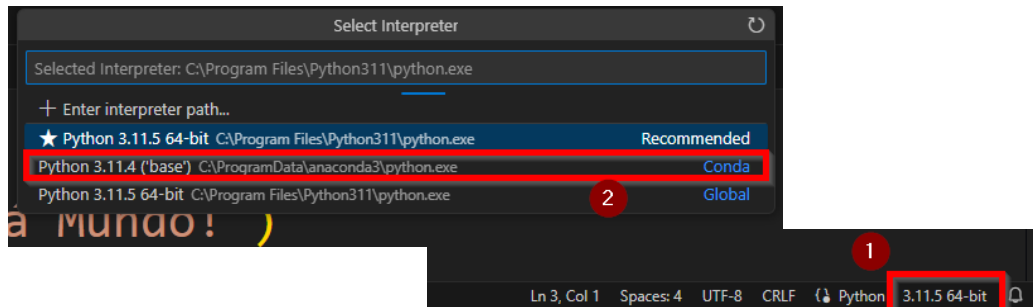 Select Interpreter
Selected Interpreter: C:\Program Files\Python311\python.exe
+ Enter interpreter path...
★ Python 3.11.5 64-bit C:\Program Files\Python311\python.exe Recommended
Python 3.11.4 ('base') C:\ProgramData\anaconda3\python.exe Conda
Python 3.11.5 64-bit C:\Program Files\Python311\python.exe Global
2
a Mundo! )
1
Ln 3, Col 1 Spaces: 4 UTF-8 CRLF Python 3.11.5 64-bit